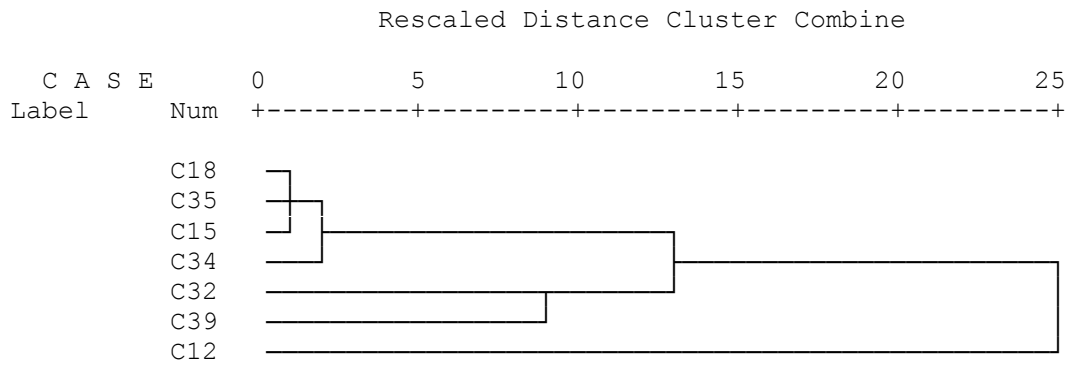 Rescaled Distance Cluster Combine
C A S E 0 5 10 15 20 25
Label Num +---------+---------+---------+---------+---------+
C18
C35
C15
C34
C32
C39
C12